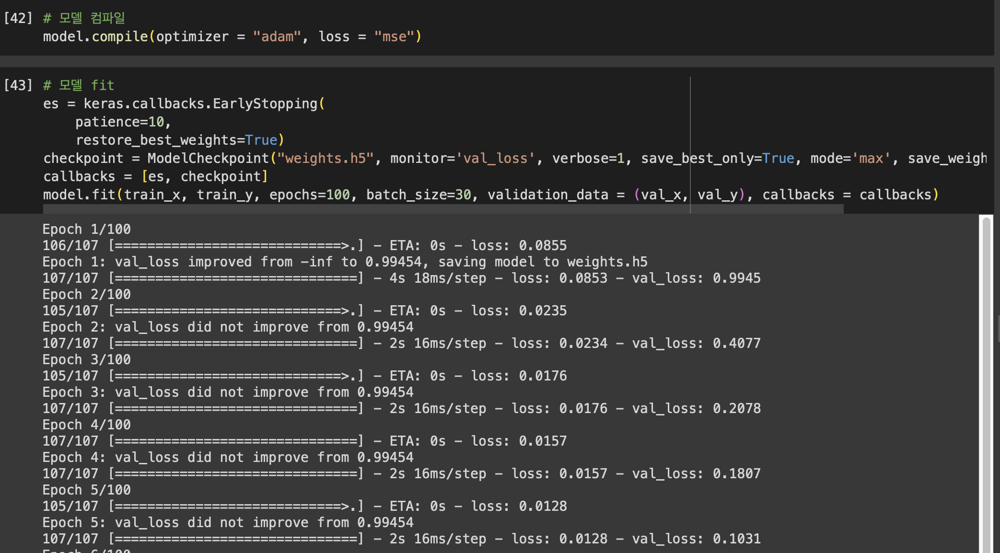 [42] # 모델 컴파일
model.compile(optimizer = "adam", loss = "mse")
[43] # 모델 fit
es = keras.callbacks.EarlyStopping(
    patience=10,
    restore_best_weights=True)
checkpoint = ModelCheckpoint("weights.h5", monitor='val_loss', verbose=1, save_best_only=True, mode='max', save_weigh
callbacks = [es, checkpoint]
model.fit(train_x, train_y, epochs=100, batch_size=30, validation_data = (val_x, val_y), callbacks = callbacks)
Epoch 1/100
106/107 [============================>.] - ETA: 0s - loss: 0.0855
Epoch 1: val_loss improved from -inf to 0.99454, saving model to weights.h5
107/107 [==============================] - 4s 18ms/step - loss: 0.0853 - val_loss: 0.9945
Epoch 2/100
105/107 [============================>.] - ETA: 0s - loss: 0.0235
Epoch 2: val_loss did not improve from 0.99454
107/107 [==============================] - 2s 16ms/step - loss: 0.0234 - val_loss: 0.4077
Epoch 3/100
105/107 [============================>.] - ETA: 0s - loss: 0.0176
Epoch 3: val_loss did not improve from 0.99454
107/107 [==============================] - 2s 16ms/step - loss: 0.0176 - val_loss: 0.2078
Epoch 4/100
107/107 [==============================] - ETA: 0s - loss: 0.0157
Epoch 4: val_loss did not improve from 0.99454
107/107 [==============================] - 2s 16ms/step - loss: 0.0157 - val_loss: 0.1807
Epoch 5/100
105/107 [============================>.] - ETA: 0s - loss: 0.0128
Epoch 5: val_loss did not improve from 0.99454
107/107 [==============================] - 2s 16ms/step - loss: 0.0128 - val_loss: 0.1031
Epoch 6/100